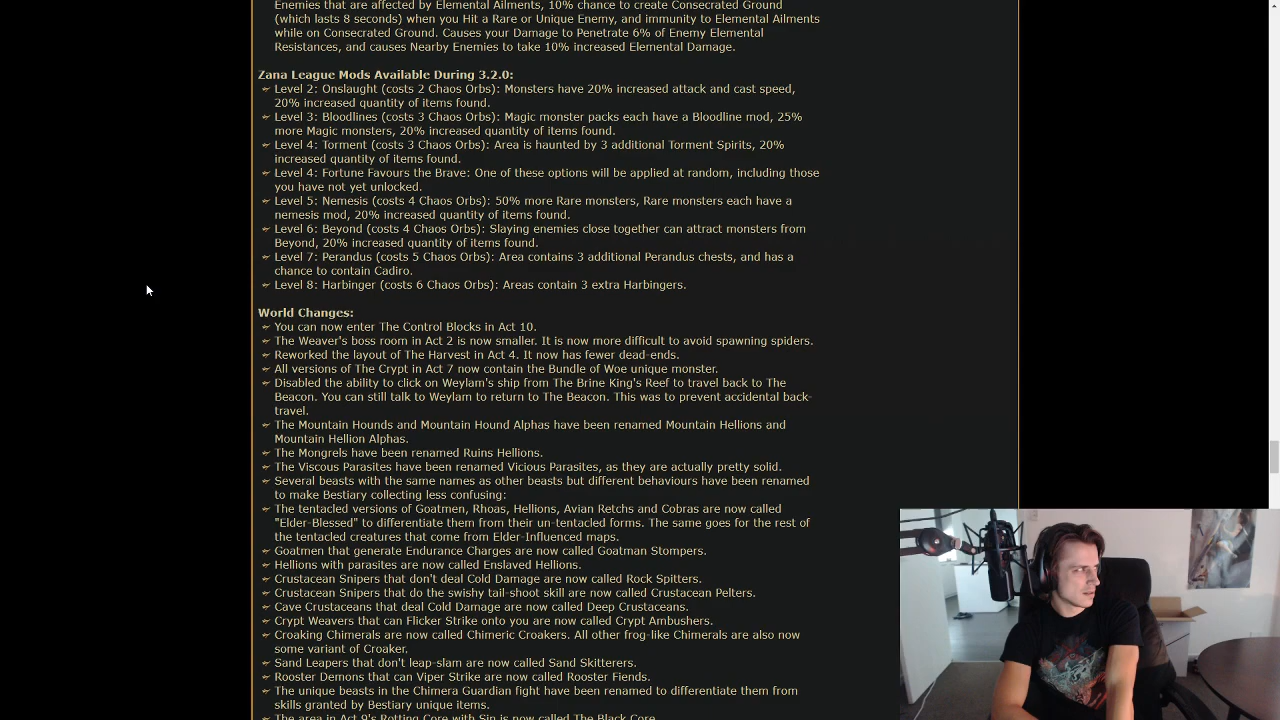 Enemies that are affected by Elemental Ailments, 10% chance to create Consecrated Ground
(which lasts 8 seconds) when you Hit a Rare or Unique Enemy, and immunity to Elemental Ailments
while on Consecrated Ground. Causes your Damage to Penetrate 6% of Enemy Elemental
Resistances, and causes Nearby Enemies to take 10% increased Elemental Damage.
Zana League Mods Available During 3.2.0:
Level 2: Onslaught (costs 2 Chaos Orbs): Monsters have 20% increased attack and cast speed,
20% increased quantity of items found.
Level 3: Bloodlines (costs 3 Chaos Orbs): Magic monster packs each have a Bloodline mod, 25%
more Magic monsters, 20% increased quantity of items found.
Level 4: Torment (costs 3 Chaos Orbs): Area is haunted by 3 additional Torment Spirits, 20%
increased quantity of items found.
Level 4: Fortune Favours the Brave: One of these options will be applied at random, including those
you have not yet unlocked.
Level 5: Nemesis (costs 4 Chaos Orbs): 50% more Rare monsters, Rare monsters each have a
nemesis mod, 20% increased quantity of items found.
Level 6: Beyond (costs 4 Chaos Orbs): Slaying enemies close together can attract monsters from
Beyond, 20% increased quantity of items found.
Level 7: Perandus (costs 5 Chaos Orbs): Area contains 3 additional Perandus chests, and has a
chance to contain Cadiro.
Level 8: Harbinger (costs 6 Chaos Orbs): Areas contain 3 extra Harbingers.
World Changes:
You can now enter The Control Blocks in Act 10.
The Weaver's boss room in Act 2 is now smaller. It is now more difficult to avoid spawning spiders.
Reworked the layout of The Harvest in Act 4. It now has fewer dead-ends.
All versions of The Crypt in Act 7 now contain the Bundle of Woe unique monster.
Disabled the ability to click on Weylam's ship from The Brine King's Reef to travel back to The
Beacon. You can still talk to Weylam to return to The Beacon. This was to prevent accidental back-
travel.
The Mountain Hounds and Mountain Hound Alphas have been renamed Mountain Hellions and
Mountain Hellion Alphas.
The Mongrels have been renamed Ruins Hellions.
The Viscous Parasites have been renamed Vicious Parasites, as they are actually pretty solid.
Several beasts with the same names as other beasts but different behaviours have been renamed
to make Bestiary collecting less confusing:
The tentacled versions of Goatmen, Rhoas, Hellions, Avian Retchs and Cobras are now called
"Elder-Blessed" to differentiate them from their un-tentacled forms. The same goes for the rest of
the tentacled creatures that come from Elder-Influenced maps.
Goatmen that generate Endurance Charges are now called Goatman Stompers.
Hellions with parasites are now called Enslaved Hellions.
Crustacean Snipers that don't deal Cold Damage are now called Rock Spitters.
Crustacean Snipers that do the swishy tail-shoot skill are now called Crustacean Pelters.
Cave Crustaceans that deal Cold Damage are now called Deep Crustaceans.
Crypt Weavers that can Flicker Strike onto you are now called Crypt Ambushers.
Croaking Chimerals are now called Chimeric Croakers. All other frog-like Chimerals are also now
some variant of Croaker.
Sand Leapers that don't leap-slam are now called Sand Skitterers.
Rooster Demons that can Viper Strike are now called Rooster Fiends.
The unique beasts in the Chimera Guardian fight have been renamed to differentiate them from
skills granted by Bestiary unique items.
The area in Act 9's Rotting Core with Sin is now called The Black Core.